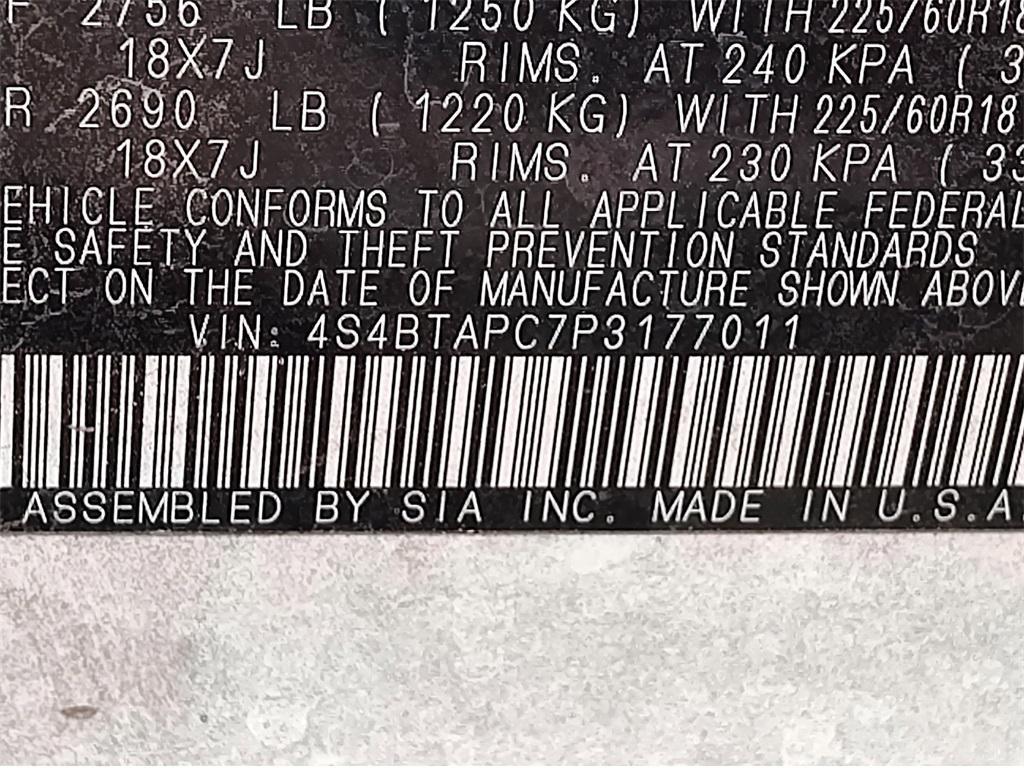 F 2756 LB ( 1250 KG) WITH 225/60R18
18X7J RIMS. AT 240 KPA ( 3
R 2690 LB ( 1220 KG) WITH 225/60R18
18X7J RIMS. AT 230 KPA ( 33
EHICLE CONFORMS TO ALL APPLICABLE FEDERAL
E SAFETY AND THEFT PREVENTION STANDARDS
ECT ON THE DATE OF MANUFACTURE SHOWN ABOV
VIN: 4S4BTAPC7P3177011
ASSEMBLED BY SIA INC. MADE IN U.S.A